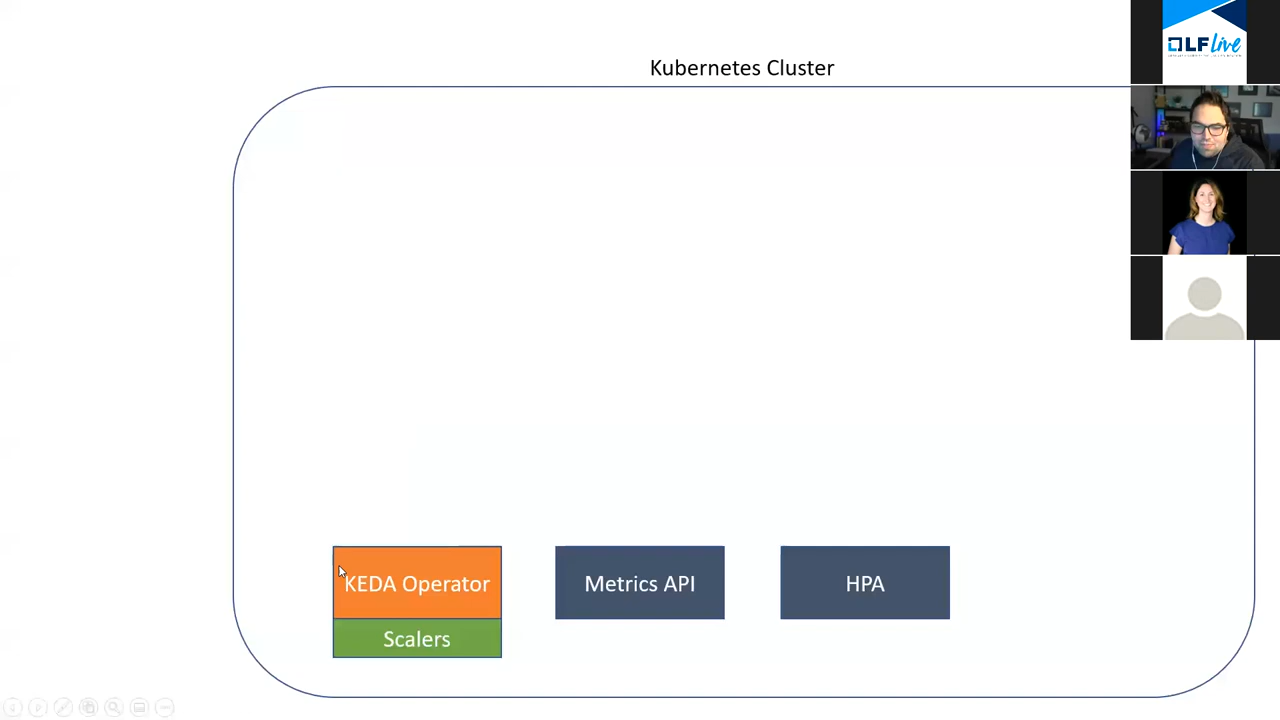 LF Live
Kubernetes Cluster
KEDA Operator
Metrics API
HPA
Scalers